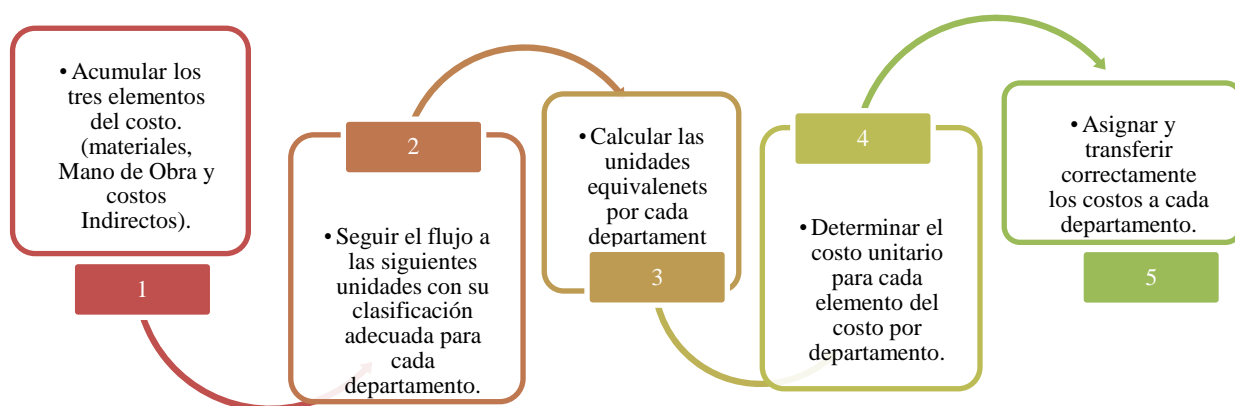 • Acumular los
tres elementos
del costo.
(materiales,
Mano de Obra y
costos
Indirectos).
1
2
• Seguir el flujo a
las siguientes
unidades con su
clasificación
adecuada para
cada
departamento.
• Calcular las
unidades
equivalenets
por cada
departament
3
4
• Determinar el
costo unitario
para cada
elemento del
costo por
departamento.
• Asignar y
transferir
correctamente
los costos a cada
departamento.
5